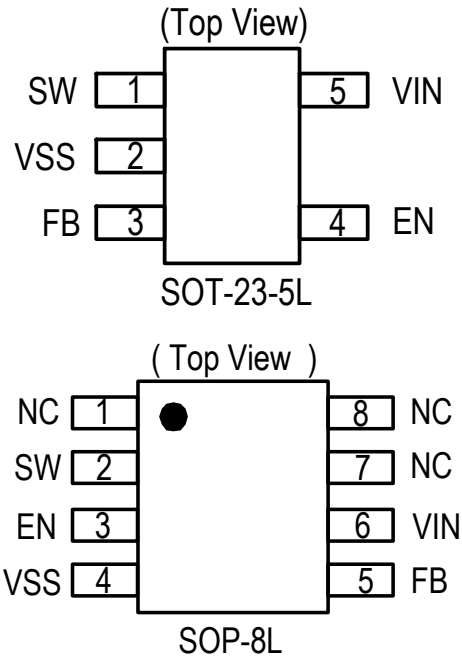 (Top View)
SW 1 5 VIN
VSS 2
FB 3 4 EN
SOT-23-5L
( Top View )
NC 1 8 NC
SW 2 7 NC
EN 3 6 VIN
VSS 4 5 FB
SOP-8L